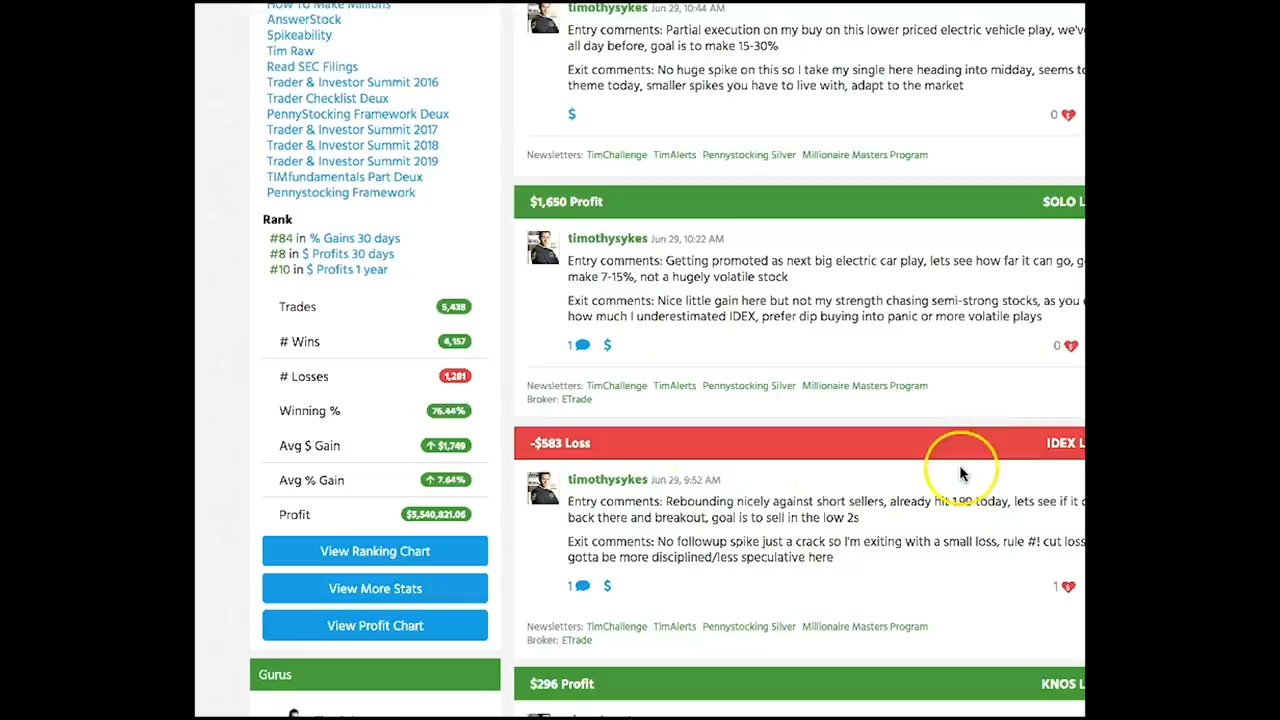 How To Make Millions
AnswerStock
Spikeability
Tim Raw
Read SEC Filings
Trader & Investor Summit 2016
Trader Checklist Deux
PennyStocking Framework Deux
Trader & Investor Summit 2017
Trader & Investor Summit 2018
Trader & Investor Summit 2019
TIMfundamentals Part Deux
Pennystocking Framework
Rank
#84 in % Gains 30 days
#8 in $ Profits 30 days
#10 in $ Profits 1 year
Trades 5,438
# Wins 4,157
# Losses 1,281
Winning % 76.44%
Avg $ Gain $1,749
Avg % Gain 7.64%
Profit $5,540,821.06
View Ranking Chart
View More Stats
View Profit Chart
Gurus
timothysykes Jun 29, 10:44 AM
Entry comments: Partial execution on my buy on this lower priced electric vehicle play, we'v
all day before, goal is to make 15-30%
Exit comments: No huge spike on this so I take my single here heading into midday, seems to
theme today, smaller spikes you have to live with, adapt to the market
$ 0
Newsletters: TimChallenge TimAlerts Pennystocking Silver Millionaire Masters Program
$1,650 Profit SOLO L
timothysykes Jun 29, 10:22 AM
Entry comments: Getting promoted as next big electric car play, lets see how far it can go, g
make 7-15%, not a hugely volatile stock
Exit comments: Nice little gain here but not my strength chasing semi-strong stocks, as you
how much I underestimated IDEX, prefer dip buying into panic or more volatile plays
1 $ 0
Newsletters: TimChallenge TimAlerts Pennystocking Silver Millionaire Masters Program
Broker: ETrade
-$583 Loss IDEX L
timothysykes Jun 29, 9:52 AM
Entry comments: Rebounding nicely against short sellers, already hit 1.99 today, lets see if it
back there and breakout, goal is to sell in the low 2s
Exit comments: No followup spike just a crack so I'm exiting with a small loss, rule #! cut loss
gotta be more disciplined/less speculative here
1 $ 1
Newsletters: TimChallenge TimAlerts Pennystocking Silver Millionaire Masters Program
Broker: ETrade
$296 Profit KNOS L